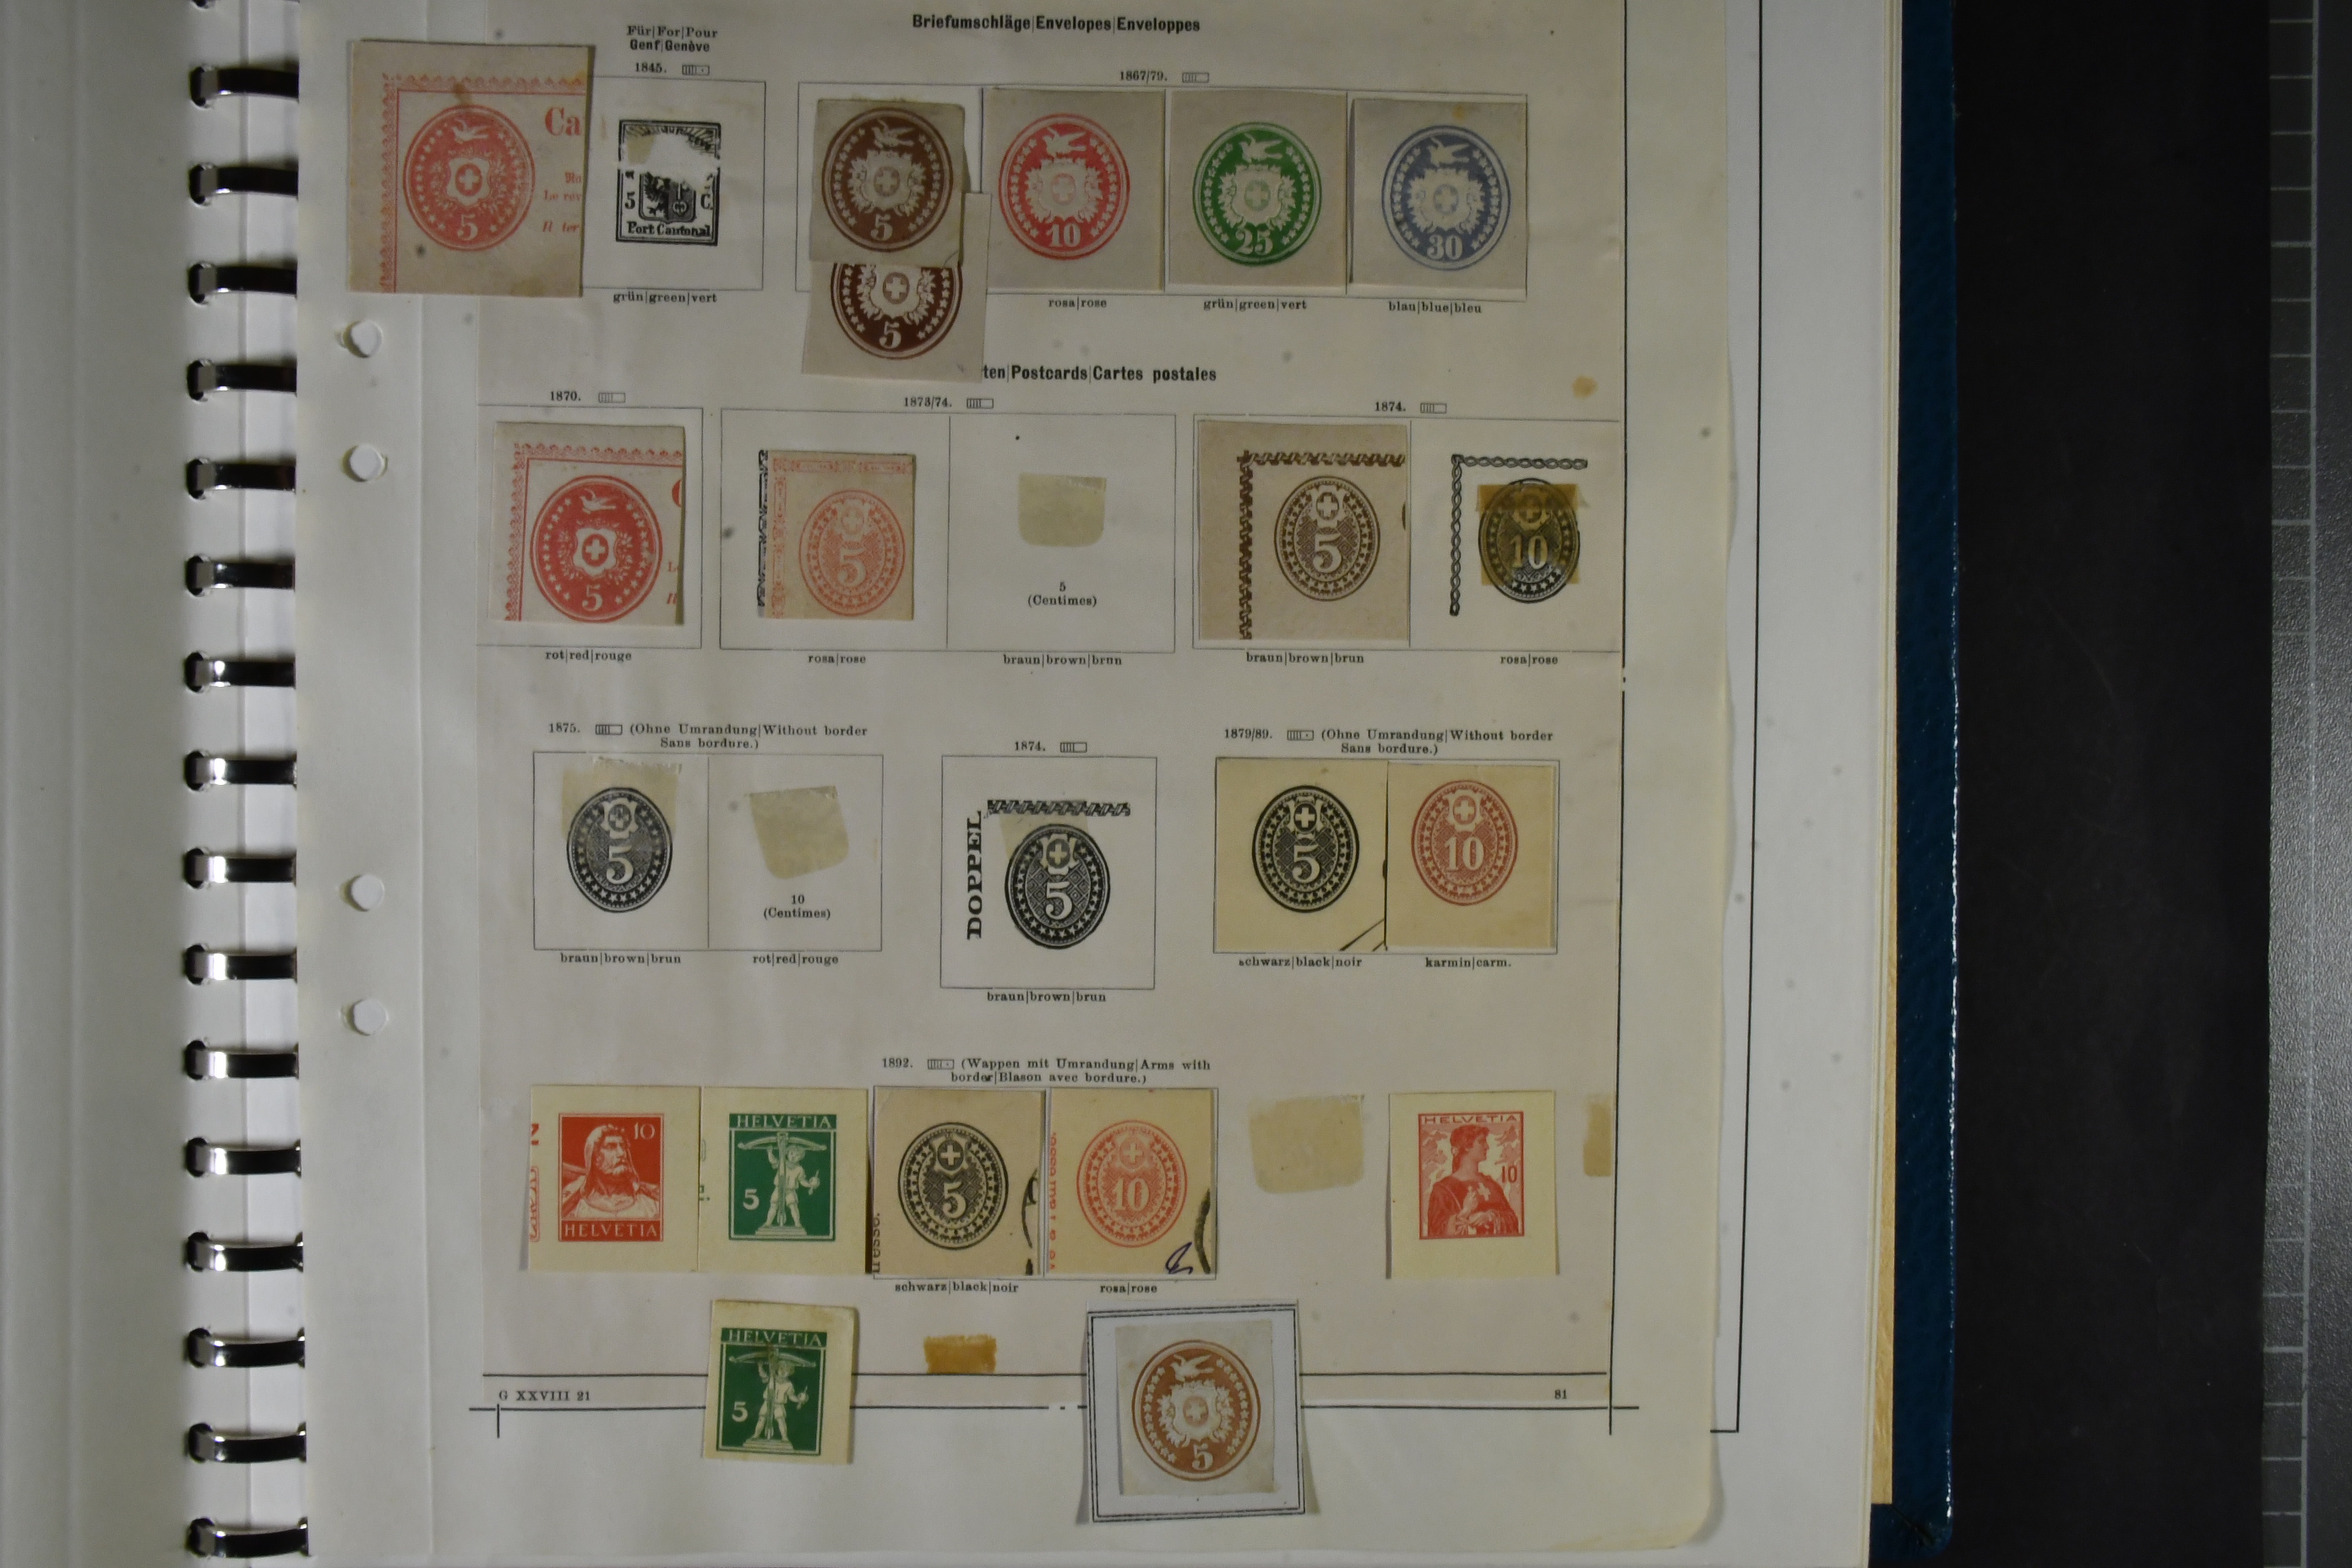 Briefumschläge|Envelopes|Enveloppes
Für|For|Pour
Genf|Genève
1845.
1867/79.
Ca
5
5 C.
Port Cantonal
5
10
25
30
5
grün|green|vert
rosa|rose
grün|green|vert
blau|blue|bleu
ten|Postcards|Cartes postales
1870.
1873/74.
1874.
5
5
5
(Centimes)
5
10
rot|red|rouge
rosa|rose
braun|brown|brun
braun|brown|brun
rosa|rose
1875. (Ohne Umrandung|Without border
Sans bordure.)
1874.
1879/89. (Ohne Umrandung|Without border
Sans bordure.)
5
10
(Centimes)
DOPPEL
5
5
10
braun|brown|brun
rot|red|rouge
braun|brown|brun
schwarz|black|noir
karmin|carm.
1892. (Wappen mit Umrandung|Arms with
border|Blason avec bordure.)
10
HELVETIA
HELVETIA
5
5
10
HELVETIA
10
schwarz|black|noir
rosa|rose
HELVETIA
5
5
G XXVIII 21
81